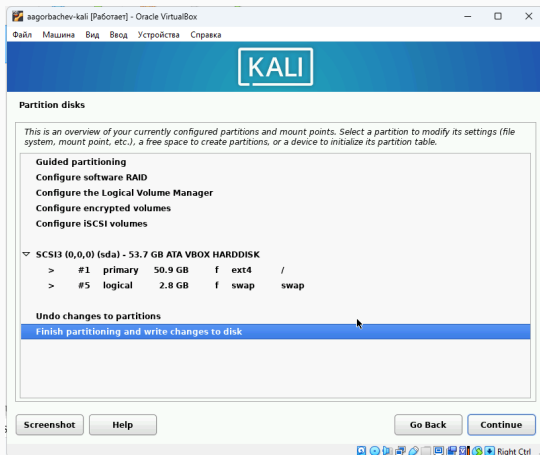 aagorbachev-kali [Работает] - Oracle VirtualBox
Файл Машина Вид Ввод Устройства Справка
KALI
Partition disks
This is an overview of your currently configured partitions and mount points. Select a partition to modify its settings (file
system, mount point, etc.), a free space to create partitions, or a device to initialize its partition table.
Guided partitioning
Configure software RAID
Configure the Logical Volume Manager
Configure encrypted volumes
Configure iSCSI volumes
SCSI3 (0,0,0) (sda) - 53.7 GB ATA VBOX HARDDISK
> #1 primary 50.9 GB f ext4 /
> #5 logical 2.8 GB f swap swap
Undo changes to partitions
Finish partitioning and write changes to disk
Screenshot Help Go Back Continue
Right Ctrl